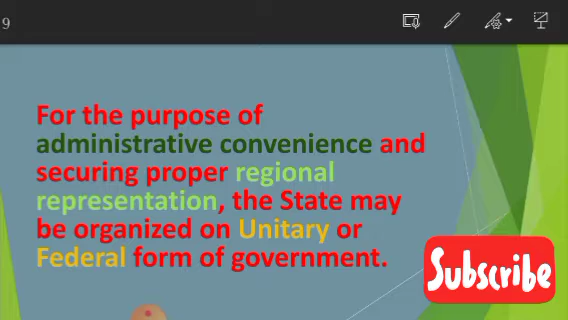 9
For the purpose of
administrative convenience and
securing proper regional
representation, the State may
be organized on Unitary or
Federal form of government.
Subscribe